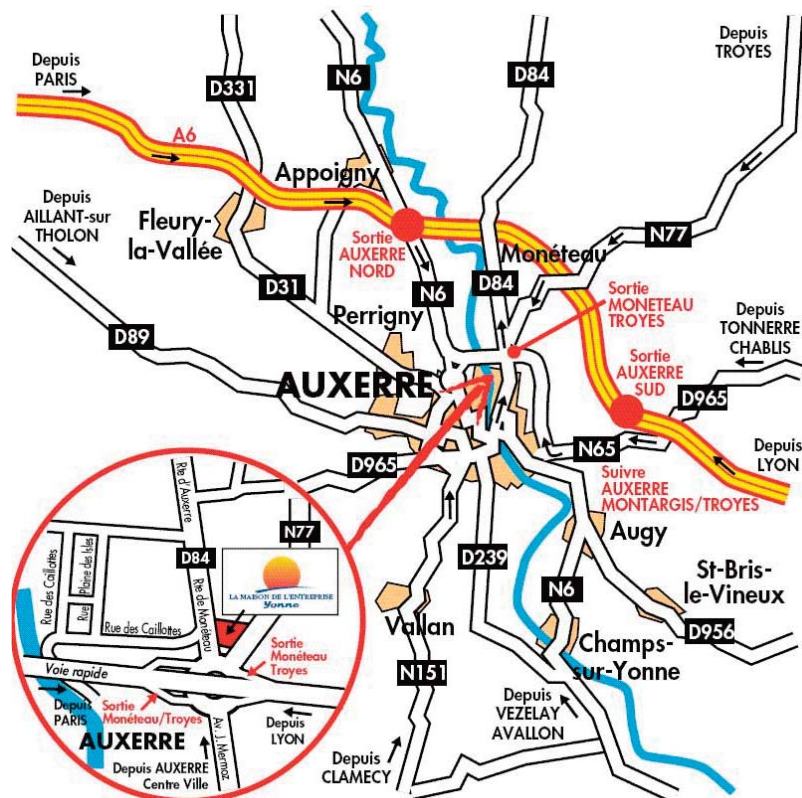 Depuis
PARIS
D331
N6
D84
Depuis
TROYES
A6
Appoigny
Depuis
AILLANT-sur
THOLON
Fleury-
la-Vallée
Sortie
AUXERRE
NORD
Monéteau
N77
D31
N6
D84
Sortie
MONETEAU
TROYES
D89
Perrigny
Depuis
TONNERRE
CHABLIS
AUXERRE
Sortie
AUXERRE
SUD
D965
D965
N65
Depuis
LYON
Suivre
AUXERRE
MONTARGIS/TROYES
Augy
D239
N6
St-Bris-
le-Vineux
Vallan
Champs-
sur-Yonne
D956
N151
Depuis
VEZELAY
AVALLON
Depuis
CLAMECY
Rte d'Auxerre
N77
D84
LA MAISON DE L'ENTREPRISE
Yonne
Rue des Caillottes
Plaine des Isles
Rue
Rte de Monéteau
Rue des Caillottes
Sortie
Monéteau
Troyes
Voie rapide
Depuis
PARIS
Sortie
Monéteau/Troyes
Depuis
LYON
AUXERRE
Av. J. Mermoz
Depuis AUXERRE
Centre Ville